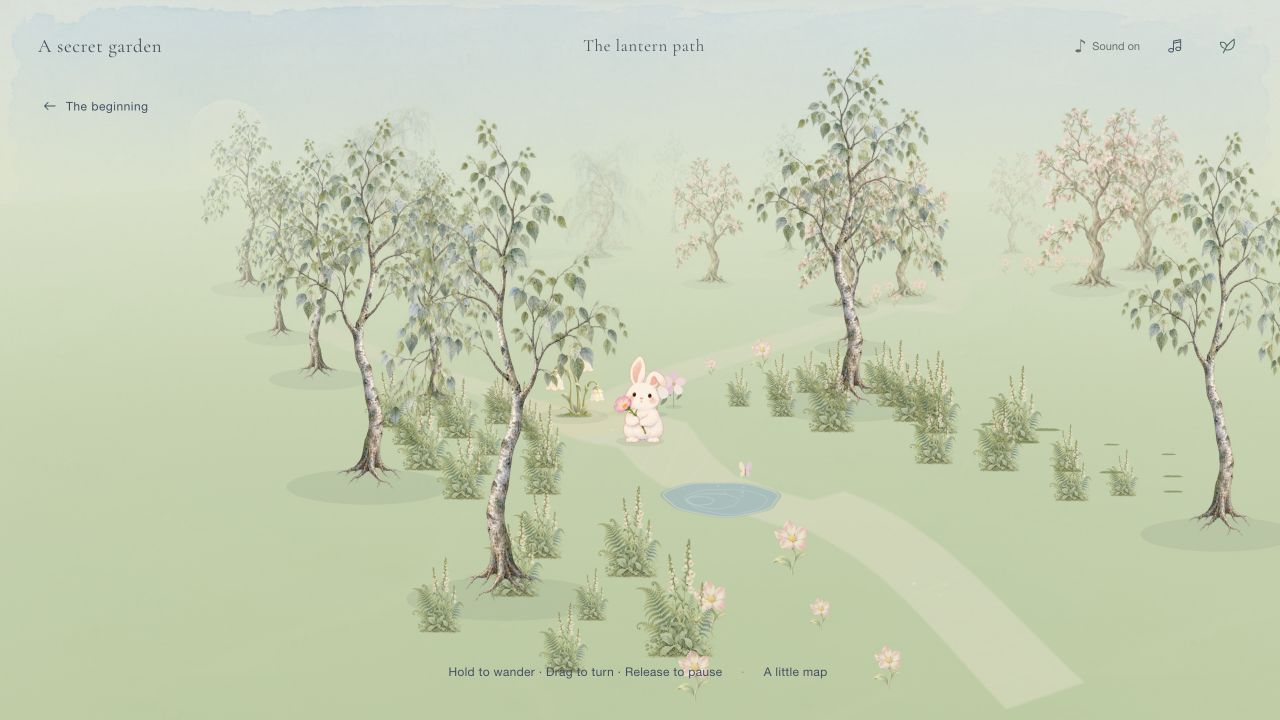 A secret garden
The lantern path
Sound on
The beginning
Hold to wander · Drag to turn · Release to pause · A little map